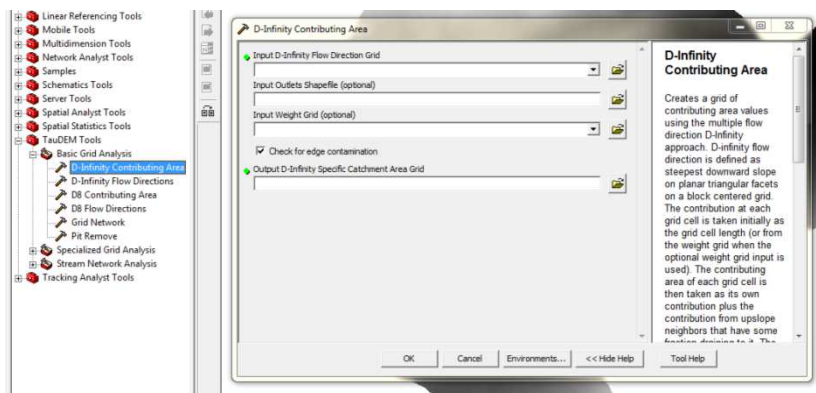 Linear Referencing Tools
Mobile Tools
Multidimension Tools
Network Analyst Tools
Samples
Schematics Tools
Server Tools
Spatial Analyst Tools
Spatial Statistics Tools
TauDEM Tools
Basic Grid Analysis
D-Infinity Contributing Area
D-Infinity Flow Directions
D8 Contributing Area
D8 Flow Directions
Grid Network
Pit Remove
Specialized Grid Analysis
Stream Network Analysis
Tracking Analyst Tools
D-Infinity Contributing Area
Input D-Infinity Flow Direction Grid
Input Outlets Shapefile (optional)
Input Weight Grid (optional)
Check for edge contamination
Output D-Infinity Specific Catchment Area Grid
OK
Cancel
Environments...
<< Hide Help
D-Infinity
Contributing Area
Creates a grid of
contributing area values
using the multiple flow
direction D-Infinity
approach. D-infinity flow
direction is defined as
steepest downward slope
on planar triangular facets
on a block centered grid.
The contribution at each
grid cell is taken initially as
the grid cell length (or from
the weight grid when the
optional weight grid input is
used). The contributing
area of each grid cell is
then taken as its own
contribution plus the
contribution from upslope
neighbors that have some
fraction draining to it. The
Tool Help